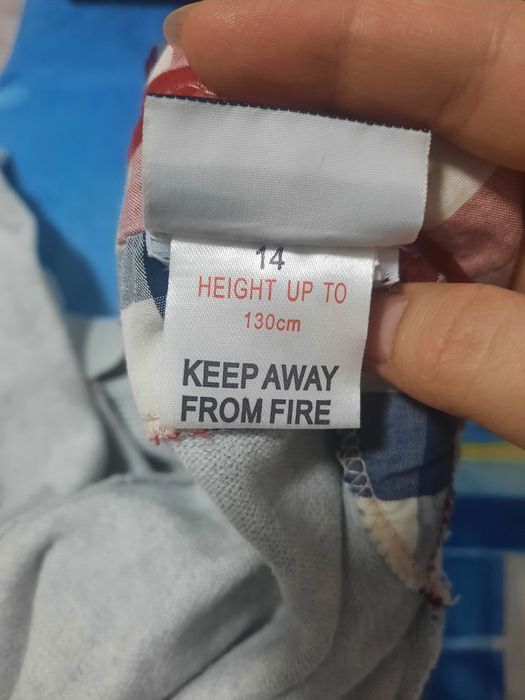 14
HEIGHT UP TO
130cm
KEEP AWAY
FROM FIRE